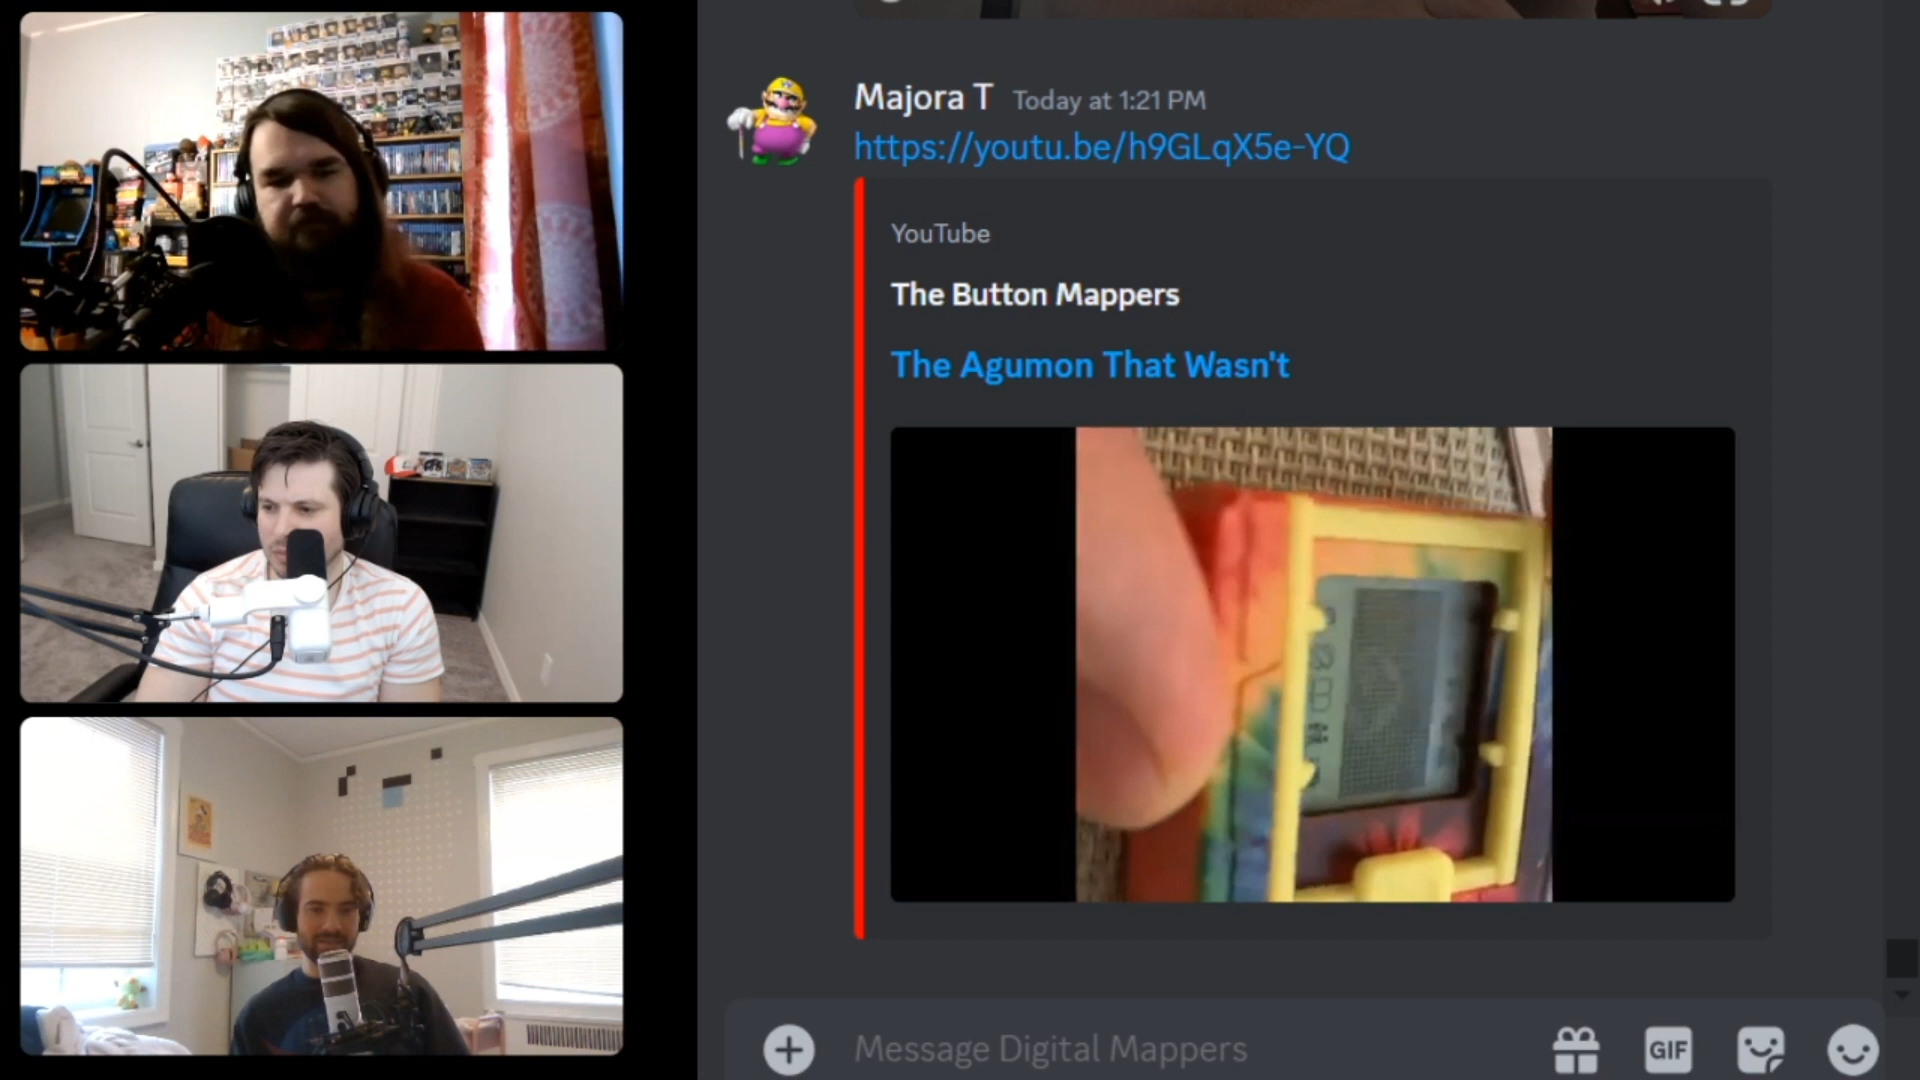 Majora T Today at 1:21 PM
https://youtu.be/h9GLqX5e-YQ
YouTube
The Button Mappers
The Agumon That Wasn't
Message Digital Mappers
GIF